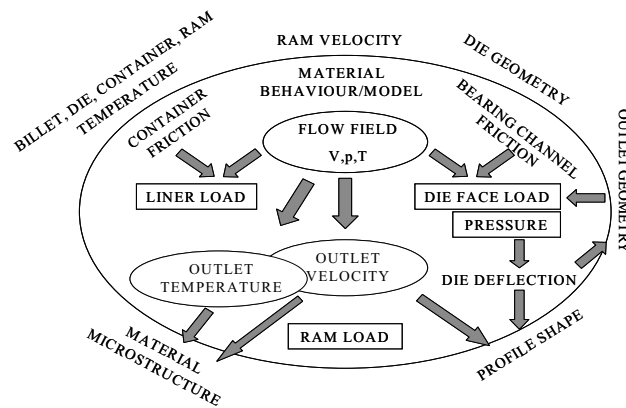 RAM VELOCITY
BILLET, DIE, CONTAINER, RAM
TEMPERATURE
DIE GEOMETRY
MATERIAL
BEHAVIOUR/MODEL
CONTAINER
FRICTION
BEARING CHANNEL
FRICTION
OUTLET GEOMETRY
FLOW FIELD
V,p,T
LINER LOAD
DIE FACE LOAD
PRESSURE
OUTLET
TEMPERATURE
OUTLET
VELOCITY
DIE DEFLECTION
RAM LOAD
MATERIAL
MICROSTRUCTURE
PROFILE SHAPE